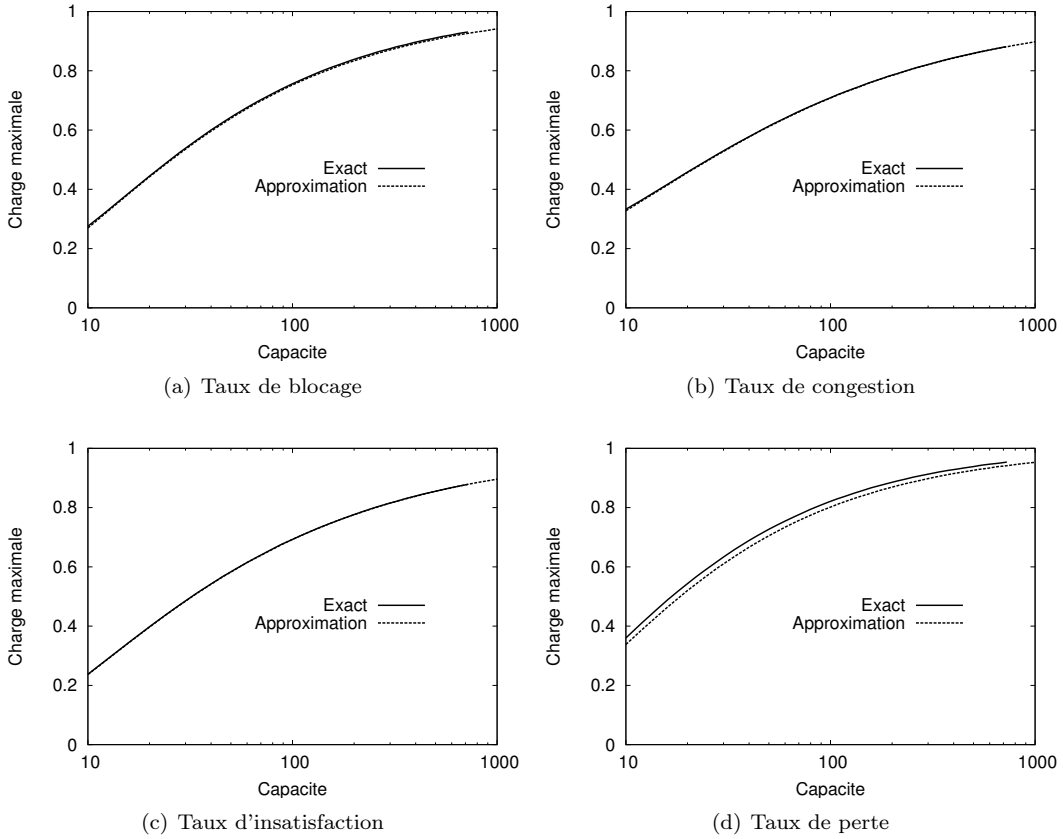 1
0.8
0.6
0.4
0.2
0
Charge maximale
Exact
Approximation
10
100
1000
Capacite
(a) Taux de blocage
1
0.8
0.6
0.4
0.2
0
Charge maximale
Exact
Approximation
10
100
1000
Capacite
(b) Taux de congestion
1
0.8
0.6
0.4
0.2
0
Charge maximale
Exact
Approximation
10
100
1000
Capacite
(c) Taux d'insatisfaction
1
0.8
0.6
0.4
0.2
0
Charge maximale
Exact
Approximation
10
100
1000
Capacite
(d) Taux de perte